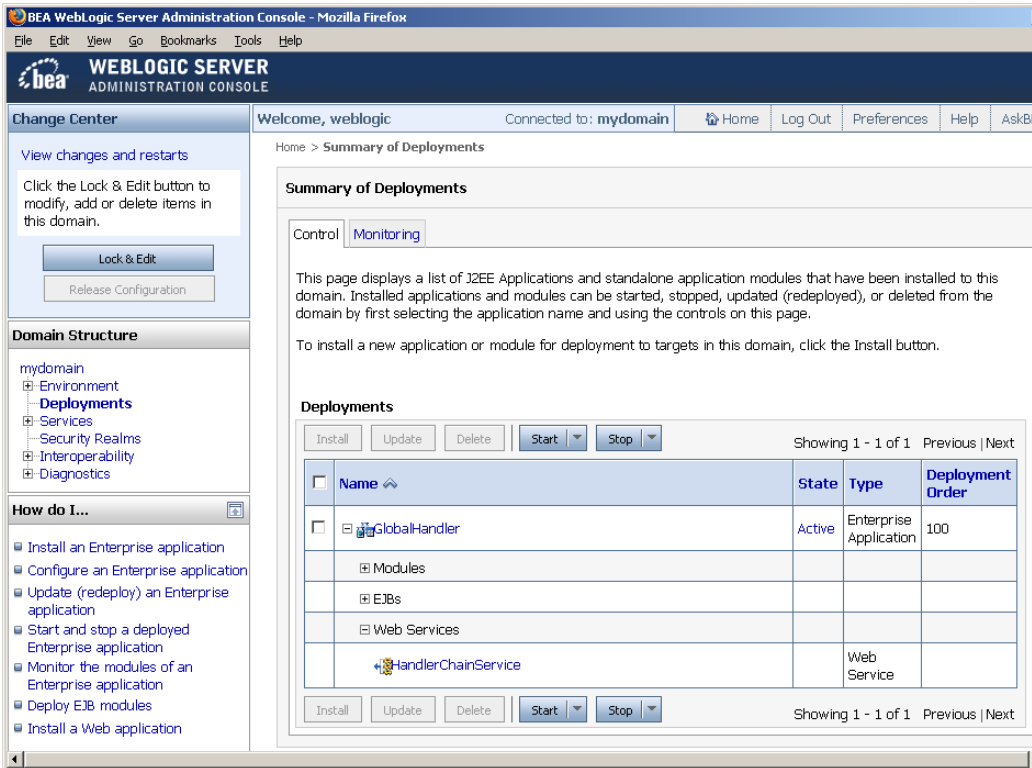 BEA WebLogic Server Administration Console - Mozilla Firefox
File Edit View Go Bookmarks Tools Help
bea
WEBLOGIC SERVER
ADMINISTRATION CONSOLE
Change Center
View changes and restarts
Click the Lock & Edit button to
modify, add or delete items in
this domain.
Lock & Edit
Release Configuration
Domain Structure
mydomain
Environment
Deployments
Services
Security Realms
Interoperability
Diagnostics
How do I...
Install an Enterprise application
Configure an Enterprise application
Update (redeploy) an Enterprise
application
Start and stop a deployed
Enterprise application
Monitor the modules of an
Enterprise application
Deploy EJB modules
Install a Web application
Welcome, weblogic Connected to: mydomain Home Log Out Preferences Help AskB
Home > Summary of Deployments
Summary of Deployments
Control Monitoring
This page displays a list of J2EE Applications and standalone application modules that have been installed to this
domain. Installed applications and modules can be started, stopped, updated (redeployed), or deleted from the
domain by first selecting the application name and using the controls on this page.
To install a new application or module for deployment to targets in this domain, click the Install button.
Deployments
Install Update Delete Start Stop Showing 1 - 1 of 1 Previous | Next
Name State Type Deployment
Order
GlobalHandler Active Enterprise
Application 100
Modules
EJBs
Web Services
HandlerChainService Web
Service
Install Update Delete Start Stop Showing 1 - 1 of 1 Previous | Next